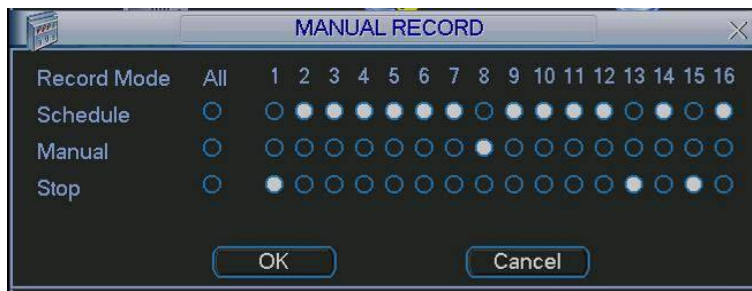 MANUAL RECORD
Record Mode All 1 2 3 4 5 6 7 8 9 10 11 12 13 14 15 16
Schedule
Manual
Stop
OK Cancel